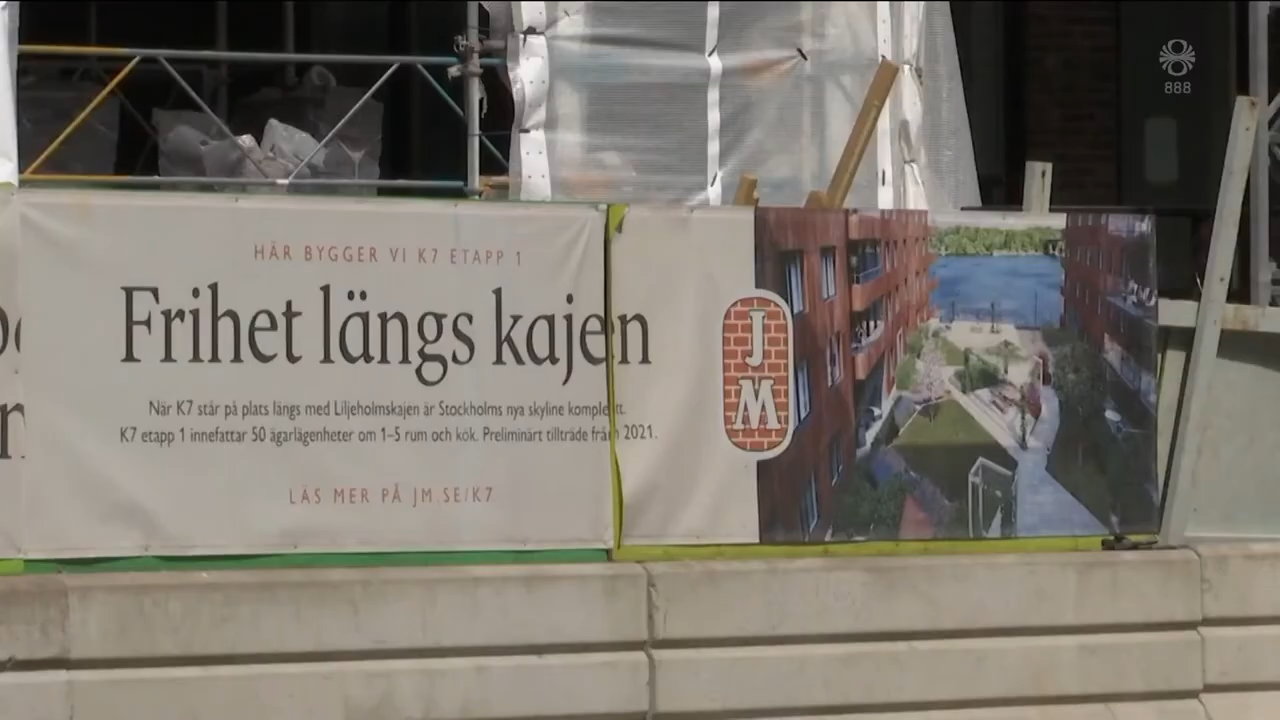 888
HÄR BYGGER VI K7 ETAPP 1
Frihet längs kajen
När K7 står på plats längs med Liljeholmskajen är Stockholms nya skyline komplett.
K7 etapp 1 innefattar 50 ägarlägenheter om 1–5 rum och kök. Preliminärt tillträde från 2021.
LÄS MER PÅ JM.SE/K7
JM